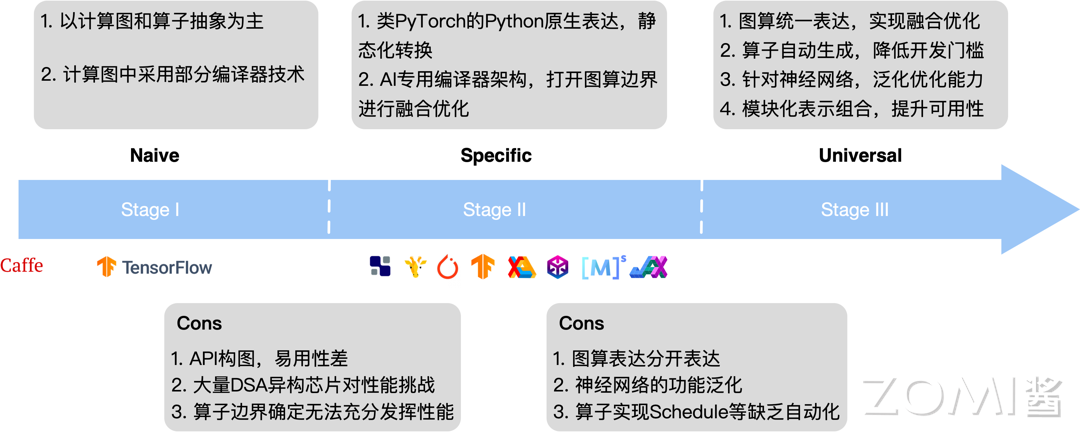 1. 以计算图和算子抽象为主
2. 计算图中采用部分编译器技术
1. 类PyTorch的Python原生表达，静
态化转换
2. AI专用编译器架构，打开图算边界
进行融合优化
1. 图算统一表达，实现融合优化
2. 算子自动生成，降低开发门槛
3. 针对神经网络，泛化优化能力
4. 模块化表示组合，提升可用性
Naive
Specific
Universal
Stage I
Stage II
Stage III
Caffe
TensorFlow
[M]s
JAX
Cons
1. API构图，易用性差
2. 大量DSA异构芯片对性能挑战
3. 算子边界确定无法充分发挥性能
Cons
1. 图算表达分开表达
2. 神经网络的功能泛化
3. 算子实现Schedule等缺乏自动化
ZOMI酱